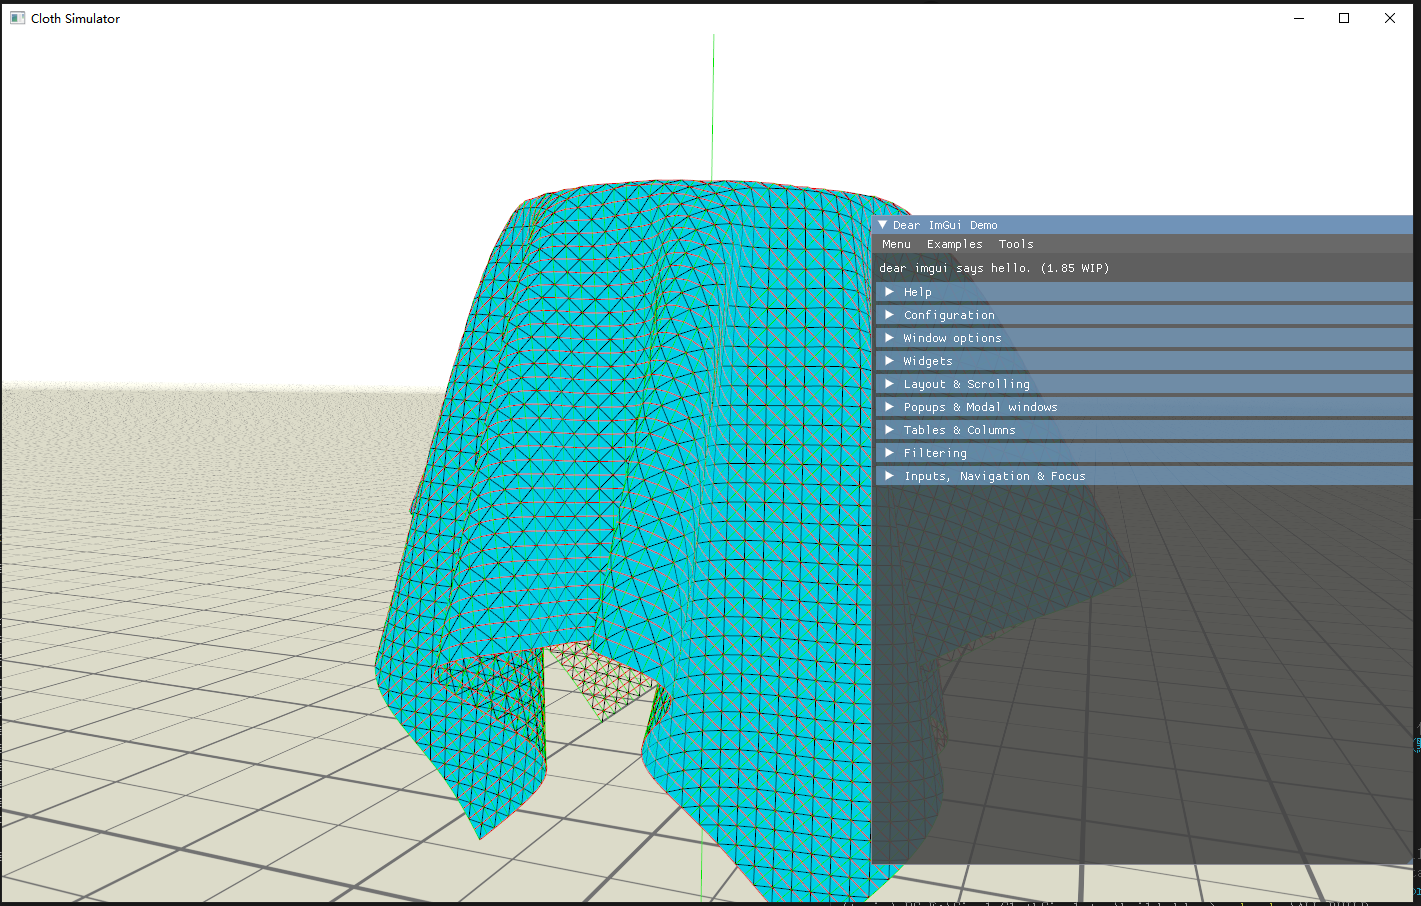 Cloth Simulator
Dear ImGui Demo
Menu Examples Tools
dear imgui says hello. (1.85 WIP)
Help
Configuration
Window options
Widgets
Layout & Scrolling
Popups & Modal windows
Tables & Columns
Filtering
Inputs, Navigation & Focus